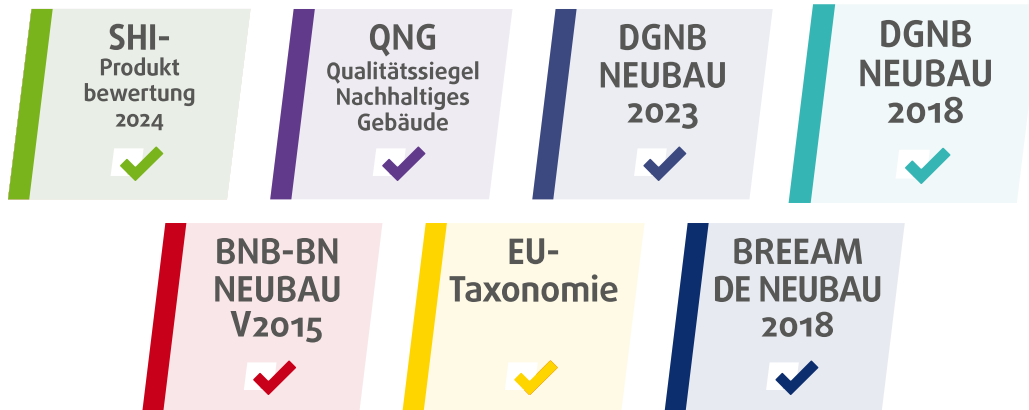 SHI-
Produkt
bewertung
2024
QNG
Qualitätssiegel
Nachhaltiges
Gebäude
DGNB
NEUBAU
2023
DGNB
NEUBAU
2018
BNB-BN
NEUBAU
V2015
EU-
Taxonomie
BREEAM
DE NEUBAU
2018